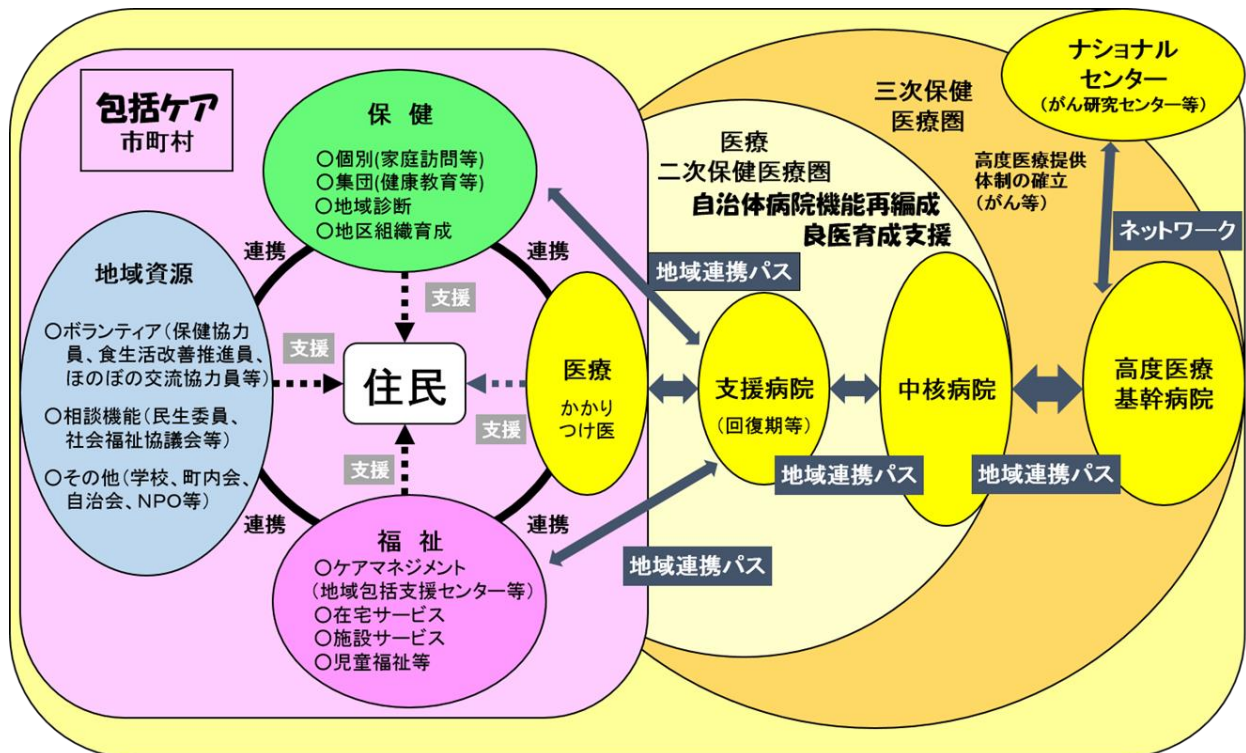 包括ケア
市町村
保 健
○個別(家庭訪問等)
○集団(健康教育等)
○地域診断
○地区組織育成
連携
連携
地域資源
○ボランティア(保健協力
員、食生活改善推進員、
ほのぼの交流協力員等)
○相談機能(民生委員、
社会福祉協議会等)
○その他(学校、町内会、
自治会、NPO等)
支援
支援
住民
支援
支援
医療
かかり
つけ医
連携
連携
福 祉
○ケアマネジメント
(地域包括支援センター等)
○在宅サービス
○施設サービス
○児童福祉等
医療
二次保健医療圏
自治体病院機能再編成
良医育成支援
地域連携パス
支援病院
(回復期等)
地域連携パス
中核病院
地域連携パス
三次保健
医療圏
高度医療提供
体制の確立
(がん等)
ナショナル
センター
(がん研究センター等)
ネットワーク
高度医療
基幹病院
地域連携パス